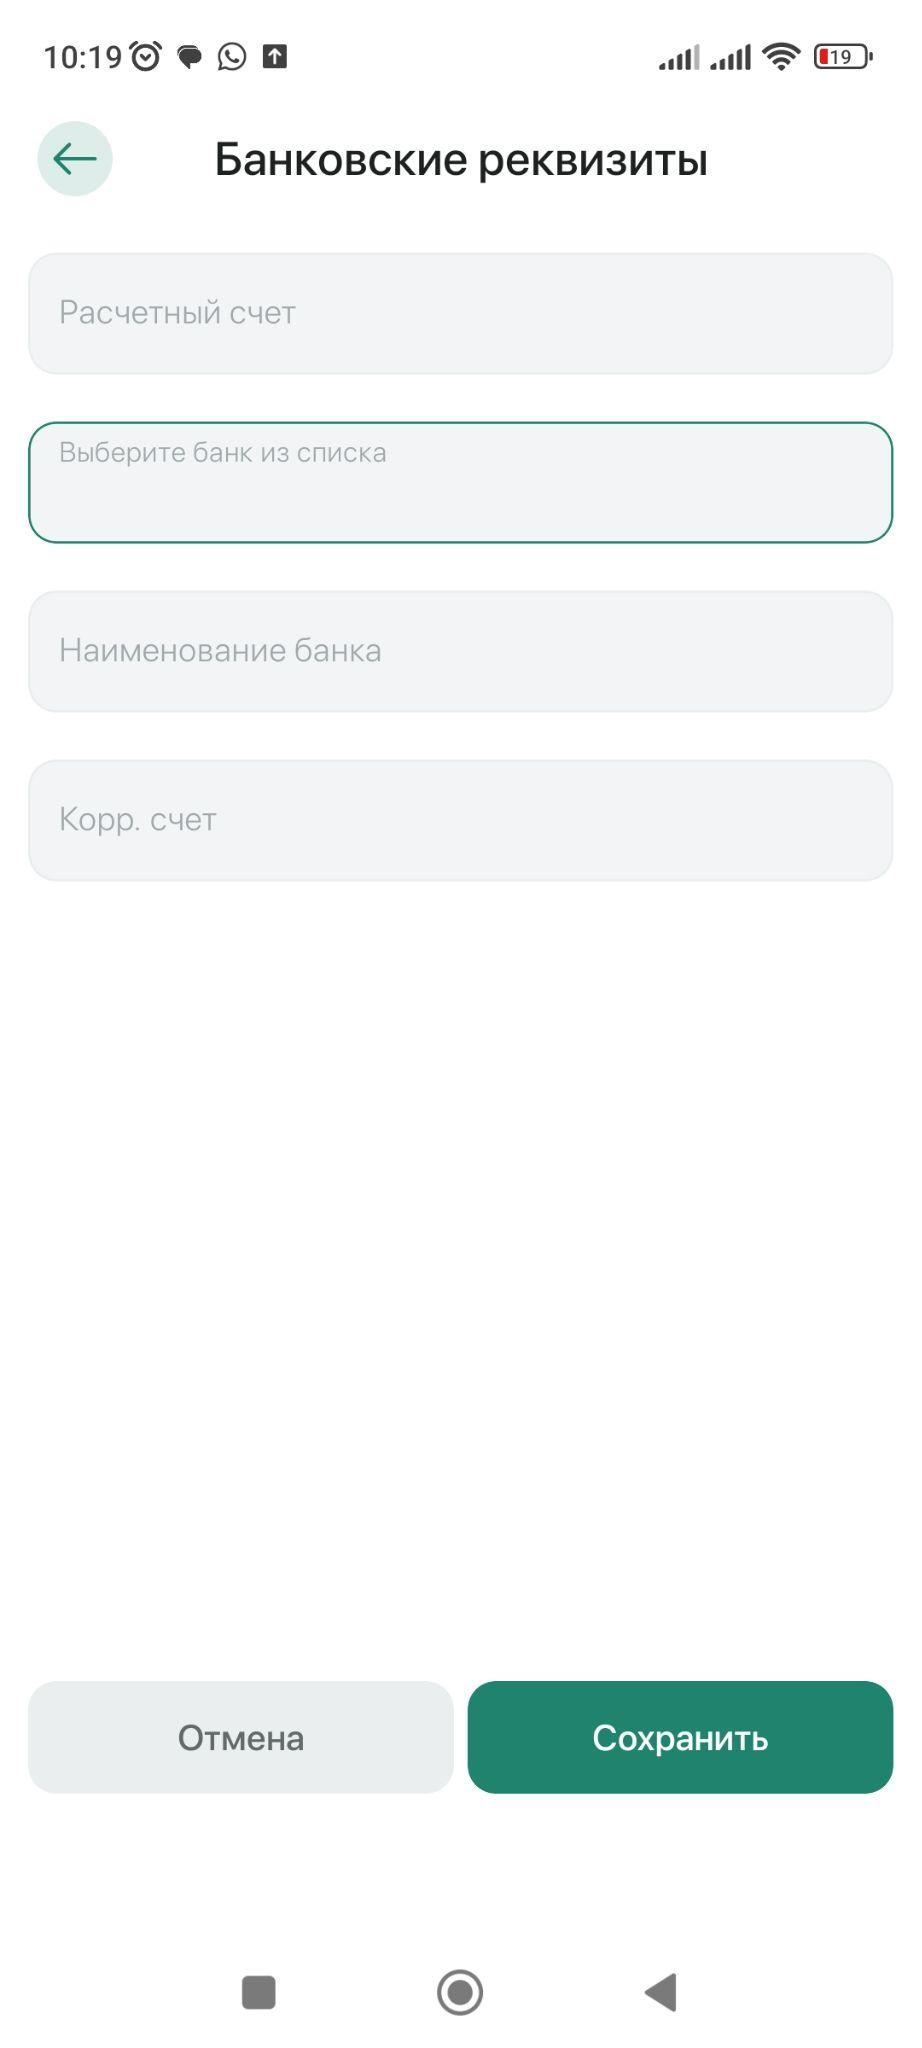 10:19
19
Банковские реквизиты
Расчетный счет
Выберите банк из списка
Наименование банка
Корр. счет
Отмена
Сохранить